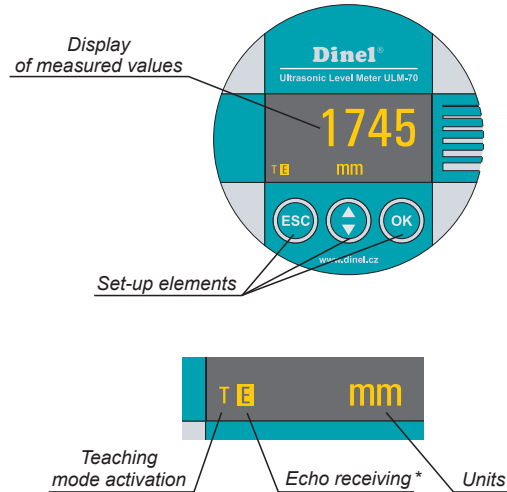 Display
of measured values
Dinel®
Ultrasonic Level Meter ULM-70
1745
T E mm
ESC OK
www.dinel.cz
Set-up elements
T E mm
Teaching
mode activation
Echo receiving *
Units